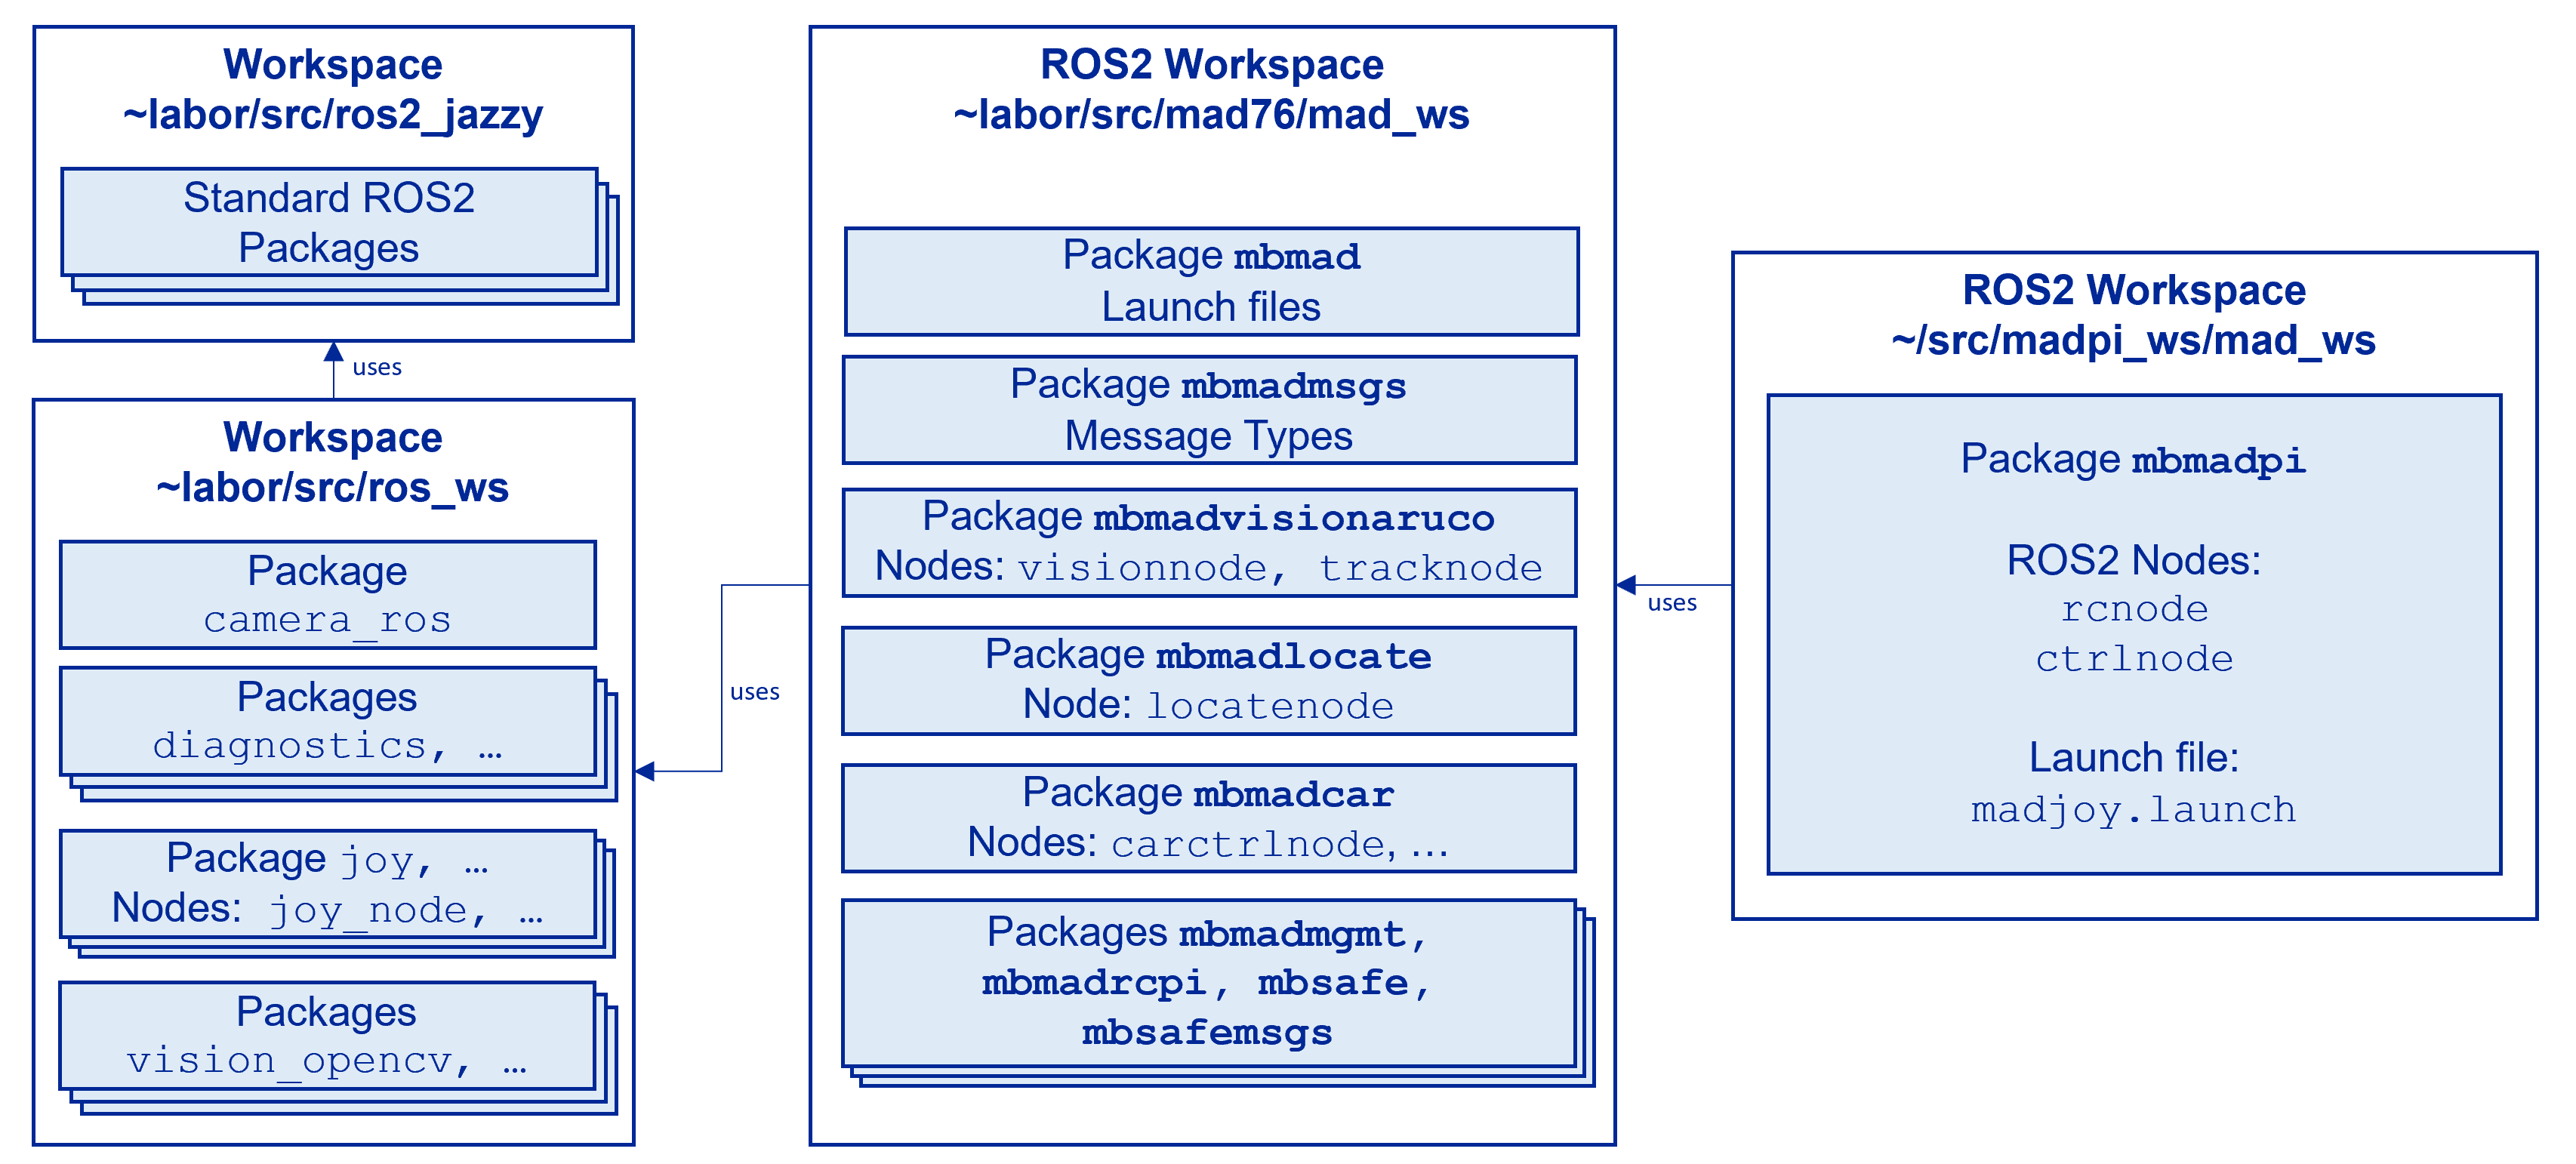 Workspace
~labor/src/ros2_jazzy
Standard ROS2
Packages
uses
Workspace
~labor/src/ros_ws
Package
camera_ros
Packages
diagnostics, …
Package joy, …
Nodes: joy_node, …
Packages
vision_opencv, …
uses
ROS2 Workspace
~labor/src/mad76/mad_ws
Package mbmad
Launch files
Package mbmadmsgs
Message Types
Package mbmadvisionaruco
Nodes: visionnode, tracknode
Package mbmadlocate
Node: locatenode
Package mbmadcar
Nodes: carctrlnode, …
Packages mbmadmgmt,
mbmadrcpi, mbsafe,
mbsafemsgs
uses
ROS2 Workspace
~/src/madpi_ws/mad_ws
Package mbmadpi
ROS2 Nodes:
rcnode
ctrlnode
Launch file:
madjoy.launch